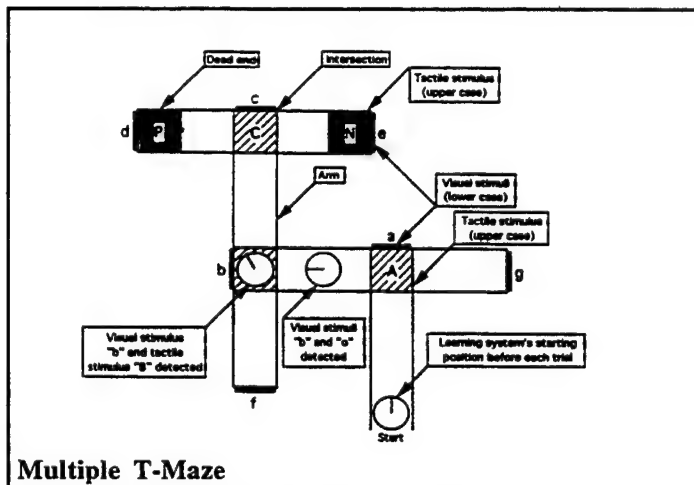 Dead end
Intersection
Tactile stimulus
(upper case)
c
d
P
C
N
e
Arm
Visual stimuli
(lower case)
Tactile stimulus
(upper case)
a
b
A
g
Visual stimulus
"b" and tactile
stimulus "B" detected
Visual stimuli
"b" and "o"
detected
Learning system's starting
position before each trial
f
Start
Multiple T-Maze